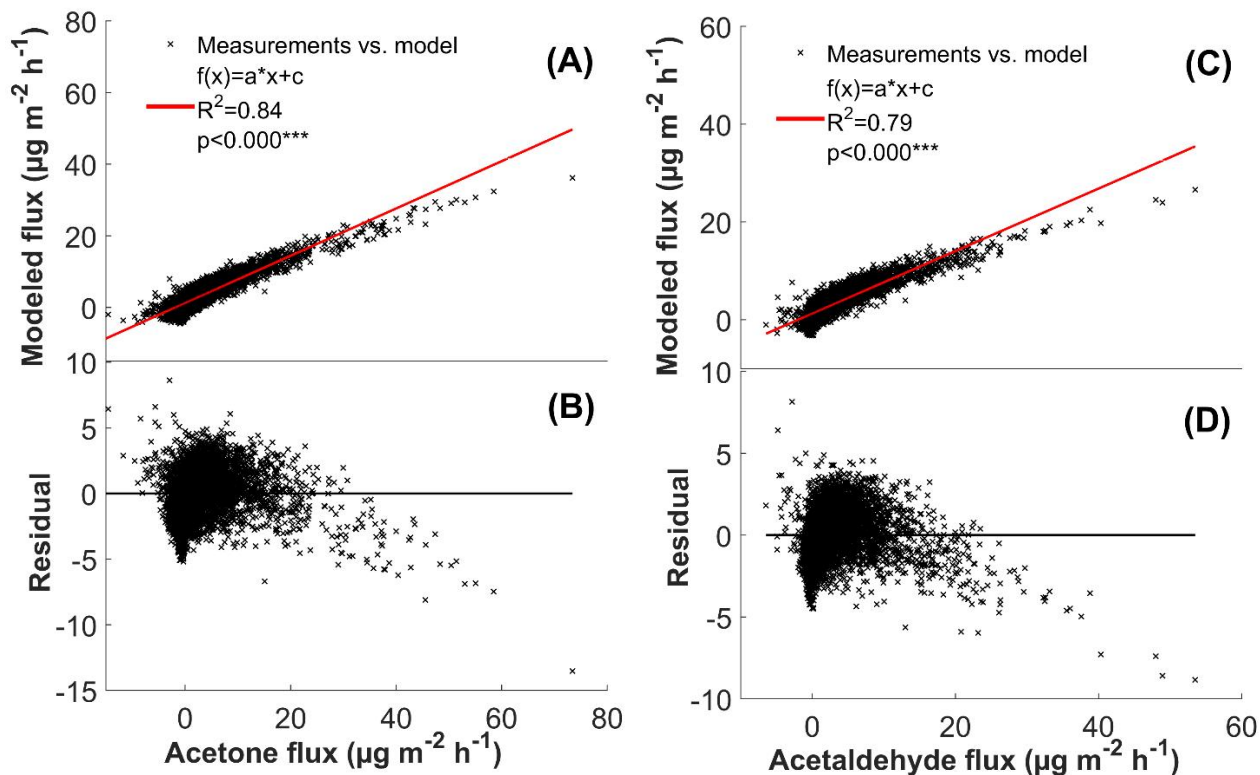 80
60
40
20
0
Modeled flux (µg m-2 h-1)
Measurements vs. model
f(x)=a*x+c
R2=0.84
p<0.000***
(A)
10
5
0
-5
-10
-15
Residual
(B)
0
20
40
60
80
Acetone flux (µg m-2 h-1)
60
40
20
0
Modeled flux (µg m-2 h-1)
Measurements vs. model
f(x)=a*x+c
R2=0.79
p<0.000***
(C)
10
5
0
-5
-10
Residual
(D)
0
20
40
60
Acetaldehyde flux (µg m-2 h-1)